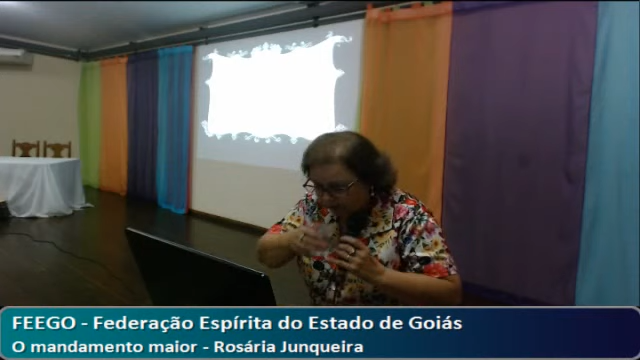 FEEGO - Federação Espírita do Estado de Goiás
O mandamento maior - Rosária Junqueira